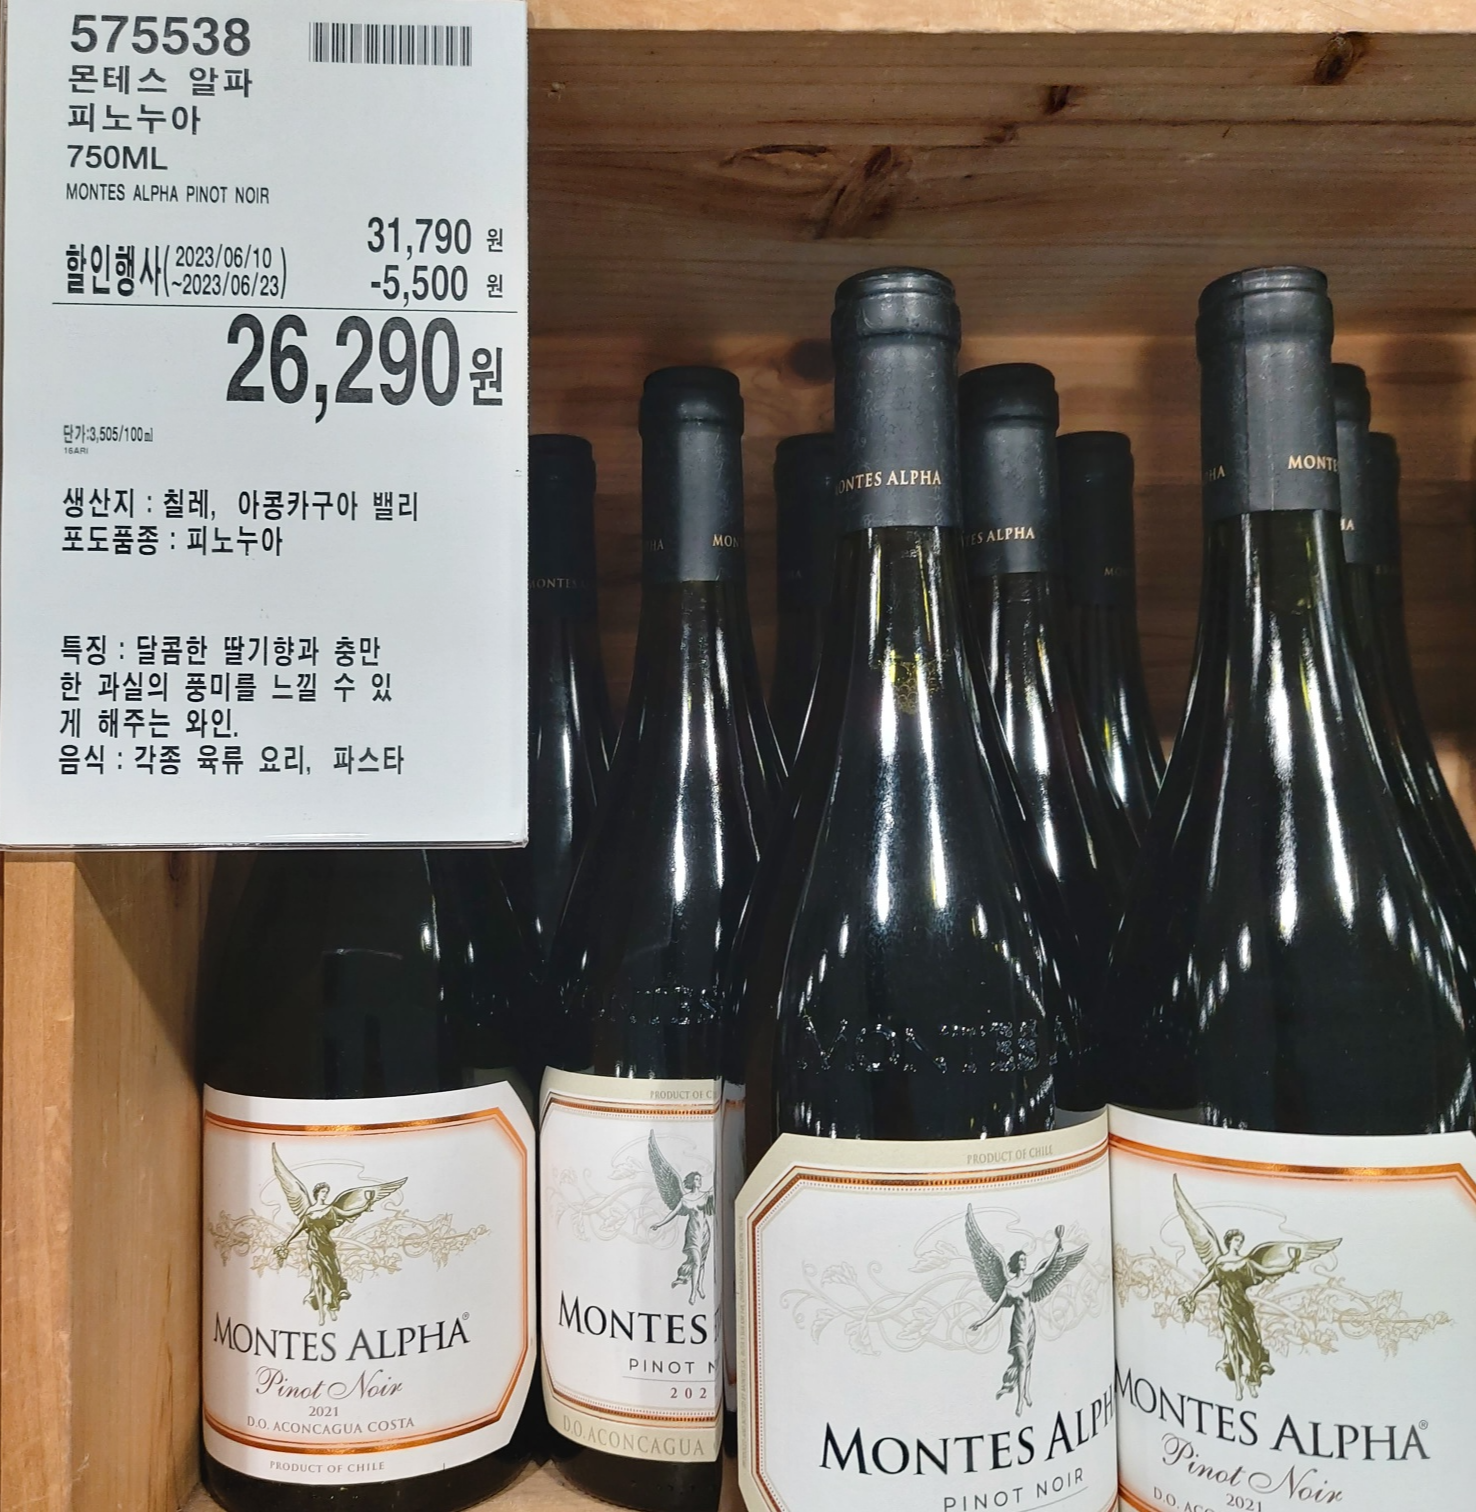 575538
몬테스 알파
피노누아
750ML
MONTES ALPHA PINOT NOIR
31,790 원
할인행사(2023/06/10 ~2023/06/23) -5,500 원
26,290원
단가:3,505/100㎖
16ARI
생산지 : 칠레, 아콩카구아 밸리
포도품종 : 피노누아
특징 : 달콤한 딸기향과 충만
한 과실의 풍미를 느낄 수 있
게 해주는 와인.
음식 : 각종 육류 요리, 파스타
MONTES ALPHA
ALPHA
MONTES
MONTES
MONTES ALPHA®
Pinot Noir
2021
D.O. ACONCAGUA COSTA
PRODUCT OF CHILE
PRODUCT OF
MONTES
PINOT
D.O. ACONCAGUA
PRODUCT OF CHILE
MONTES
PINOT NOIR
MONTES ALPHA®
Pinot Noir
2021